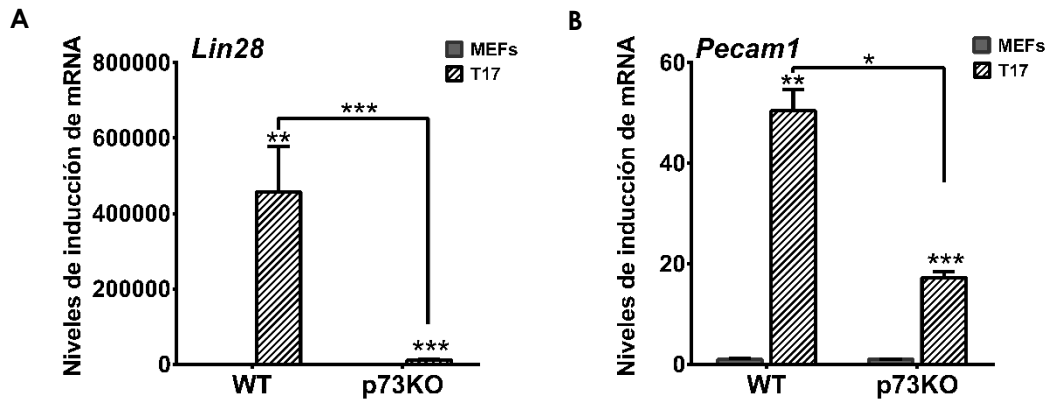 A
Lin28
MEFs
T17
Niveles de inducción de mRNA
800000
600000
400000
200000
0
***
**
***
WT
p73KO
B
Pecam1
MEFs
T17
Niveles de inducción de mRNA
60
40
20
0
*
**
***
WT
p73KO